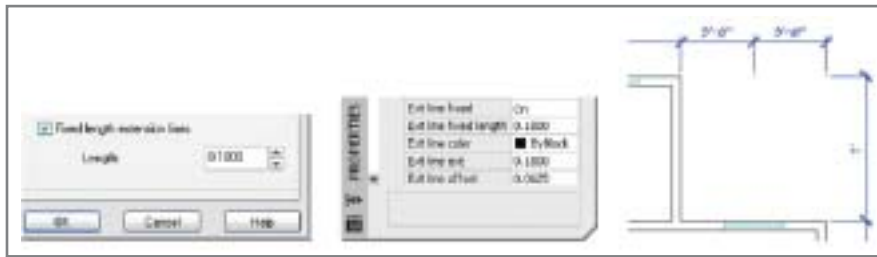 Fixed length extension lines
Length: 0.1800
OK Cancel Help
PROPERTIES
Ext line fixed On
Ext line fixed length 0.1800
Ext line color ByBlock
Ext line ext 0.1800
Ext line offset 0.0625